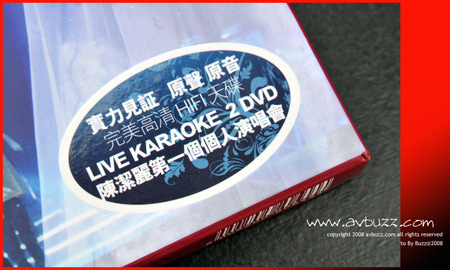 實力見証 原聲 原音
完美高清(HIFI)天碟
LIVE KARAOKE 2 DVD
陳潔麗第一個個人演唱會
www.avbuzz.com
copyright 2008 avbuzz.com all rights reserved
to By Buzz@2008